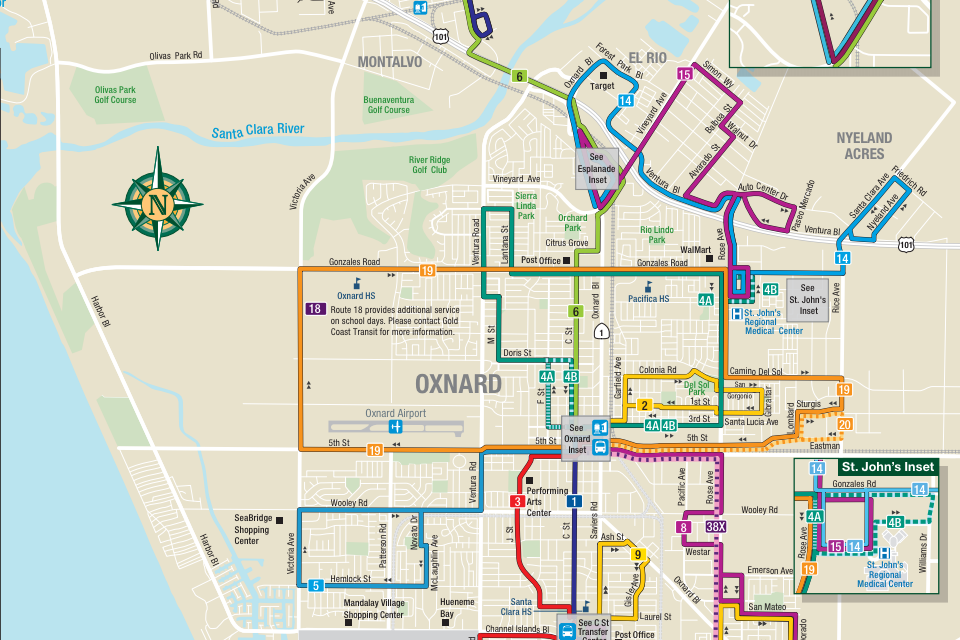 101
MONTALVO
Olivas Park Rd
Olivas Park
Golf Course
Buenaventura
Golf Course
Santa Clara River
6
Oxnard Bl
Forest Park Bl
EL RIO
Target
14
15
Simon Wy
Vineyard Ave
Balboa St
Walnut Dr
Alvarado St
NYELAND
ACRES
See
Esplanade
Inset
Ventura Bl
Auto Center Dr
Paseo Mercado
Santa Clara Ave
Friedrich Rd
Nyeland Ave
Ventura Bl
101
14
N
Victoria Ave
River Ridge
Golf Club
Vineyard Ave
Sierra
Linda
Park
Orchard
Park
Citrus Grove
Rio Lindo
Park
WalMart
Rose Ave
Ventura Road
Lantana St
Post Office
Gonzales Road
19
Gonzales Road
Oxnard HS
Pacifica HS
4A
4B
See
St. John's
Inset
Rice Ave
St. John's
Regional
Medical Center
18
Route 18 provides additional service
on school days. Please contact Gold
Coast Transit for more information.
Harbor Bl
M St
6
C St
Oxnard Bl
1
Doris St
OXNARD
4A
4B
F St
Garfield Ave
Colonia Rd
Del Sol
Park
Camino Del Sol
San
Gorgonio
Gibraltar
19
2
1st St
3rd St
Santa Lucia Ave
Lombard
Sturgis
20
4A 4B
Oxnard Airport
5th St
19
5th St
See
Oxnard
Inset
5th St
Eastman
Ventura Rd
3
Performing
Arts
Center
1
Saviers Rd
C St
J St
Pacific Ave
Rose Ave
Wooley Rd
8
38X
Westar
Wooley Rd
SeaBridge
Shopping
Center
Victoria Ave
Patterson Rd
Novato Dr
McLaughlin Ave
Harbor Bl
5
Hemlock St
Mandalay Village
Shopping Center
Hueneme
Bay
Ash St
9
Gisler Ave
Oxnard Bl
Emerson Ave
San Mateo
Santa
Clara HS
Laurel St
Channel Islands Bl
See C St
Transfer
Post Office
St. John's Inset
14
Gonzales Rd
14
4A
4B
Rose Ave
15 14
19
St. John's
Regional
Medical Center
Williams Dr